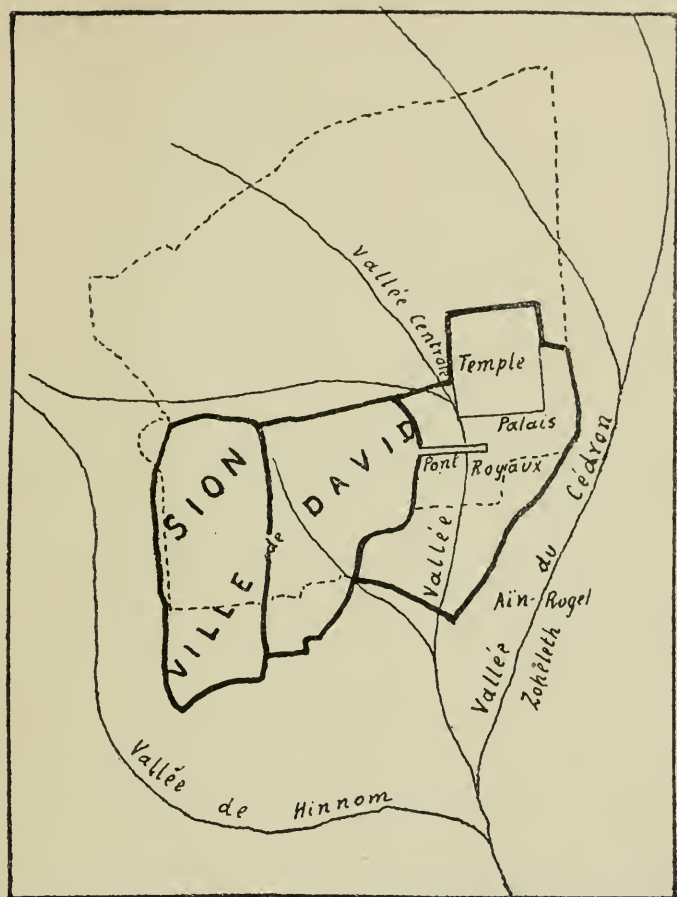 Vallée Centrale
Temple
Palais
Royaux
Pont
SION
VILLE
de
DAVID
Vallée
Vallée du Cédron
Aïn-Rogel
Zohéleth
Vallée de Hinnom